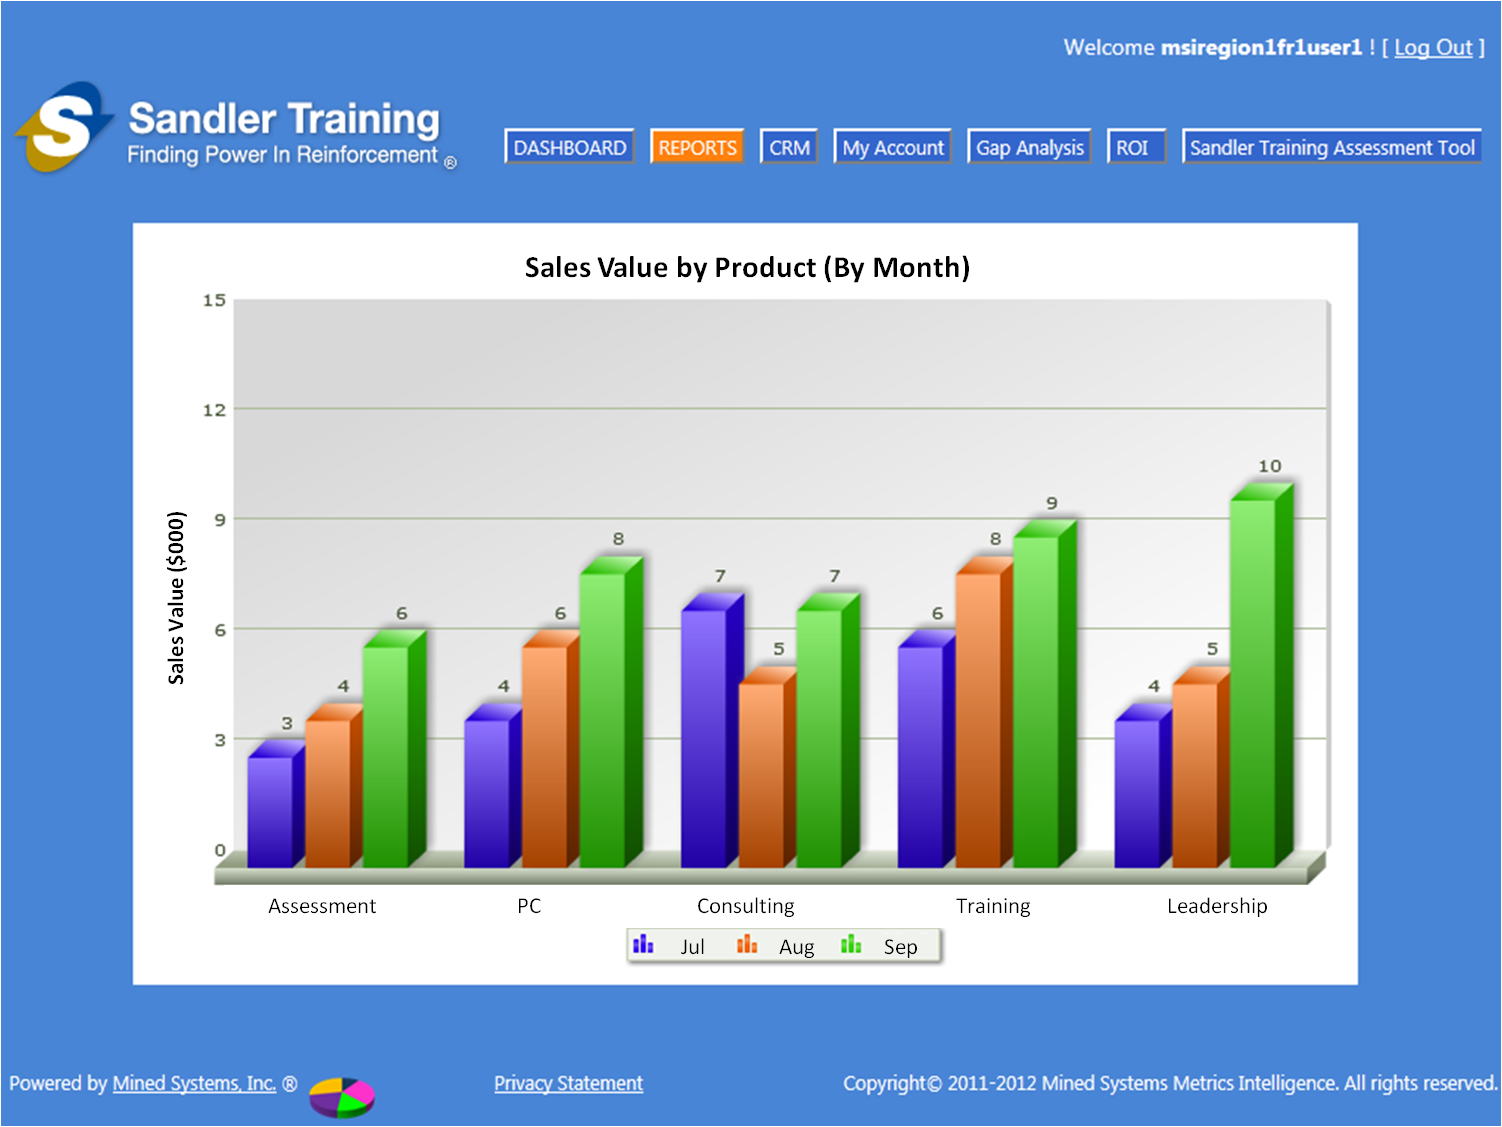 Welcome msiregion1fr1user1 ! [ Log Out ]
Sandler Training
Finding Power In Reinforcement ®
DASHBOARD REPORTS CRM My Account Gap Analysis ROI Sandler Training Assessment Tool
Sales Value by Product (By Month)
Sales Value ($000)
15
12
9
6
3
0
3 4 6
4 6 8
7 5 7
6 8 9
4 5 10
Assessment PC Consulting Training Leadership
Jul Aug Sep
Powered by Mined Systems, Inc. ® Privacy Statement Copyright© 2011-2012 Mined Systems Metrics Intelligence. All rights reserved.